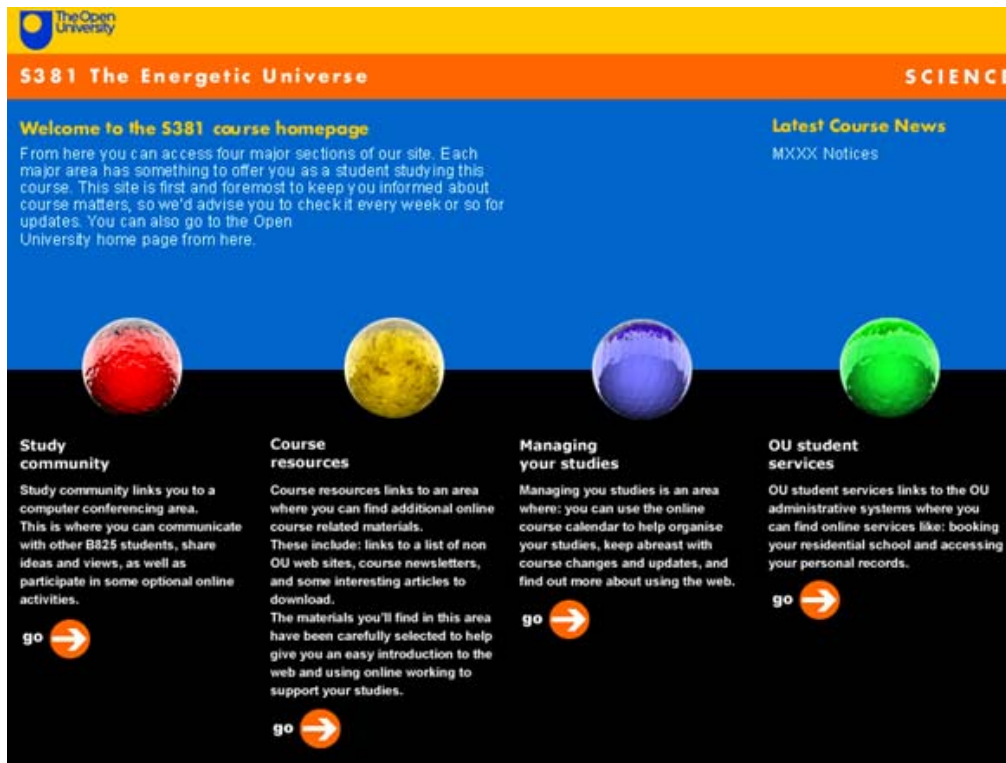 The Open
University
S381 The Energetic Universe
SCIENC
Welcome to the S381 course homepage
From here you can access four major sections of our site. Each
major area has something to offer you as a student studying this
course. This site is first and foremost to keep you informed about
course matters, so we'd advise you to check it every week or so for
updates. You can also go to the Open
University home page from here.
Latest Course News
MXXX Notices
Study
community
Study community links you to a
computer conferencing area.
This is where you can communicate
with other B825 students, share
ideas and views, as well as
participate in some optional online
activities.
go
Course
resources
Course resources links to an area
where you can find additional online
course related materials.
These include: links to a list of non
OU web sites, course newsletters,
and some interesting articles to
download.
The materials you'll find in this area
have been carefully selected to help
give you an easy introduction to the
web and using online working to
support your studies.
go
Managing
your studies
Managing you studies is an area
where: you can use the online
course calendar to help organise
your studies, keep abreast with
course changes and updates, and
find out more about using the web.
go
OU student
services
OU student services links to the OU
administrative systems where you
can find online services like: booking
your residential school and accessing
your personal records.
go